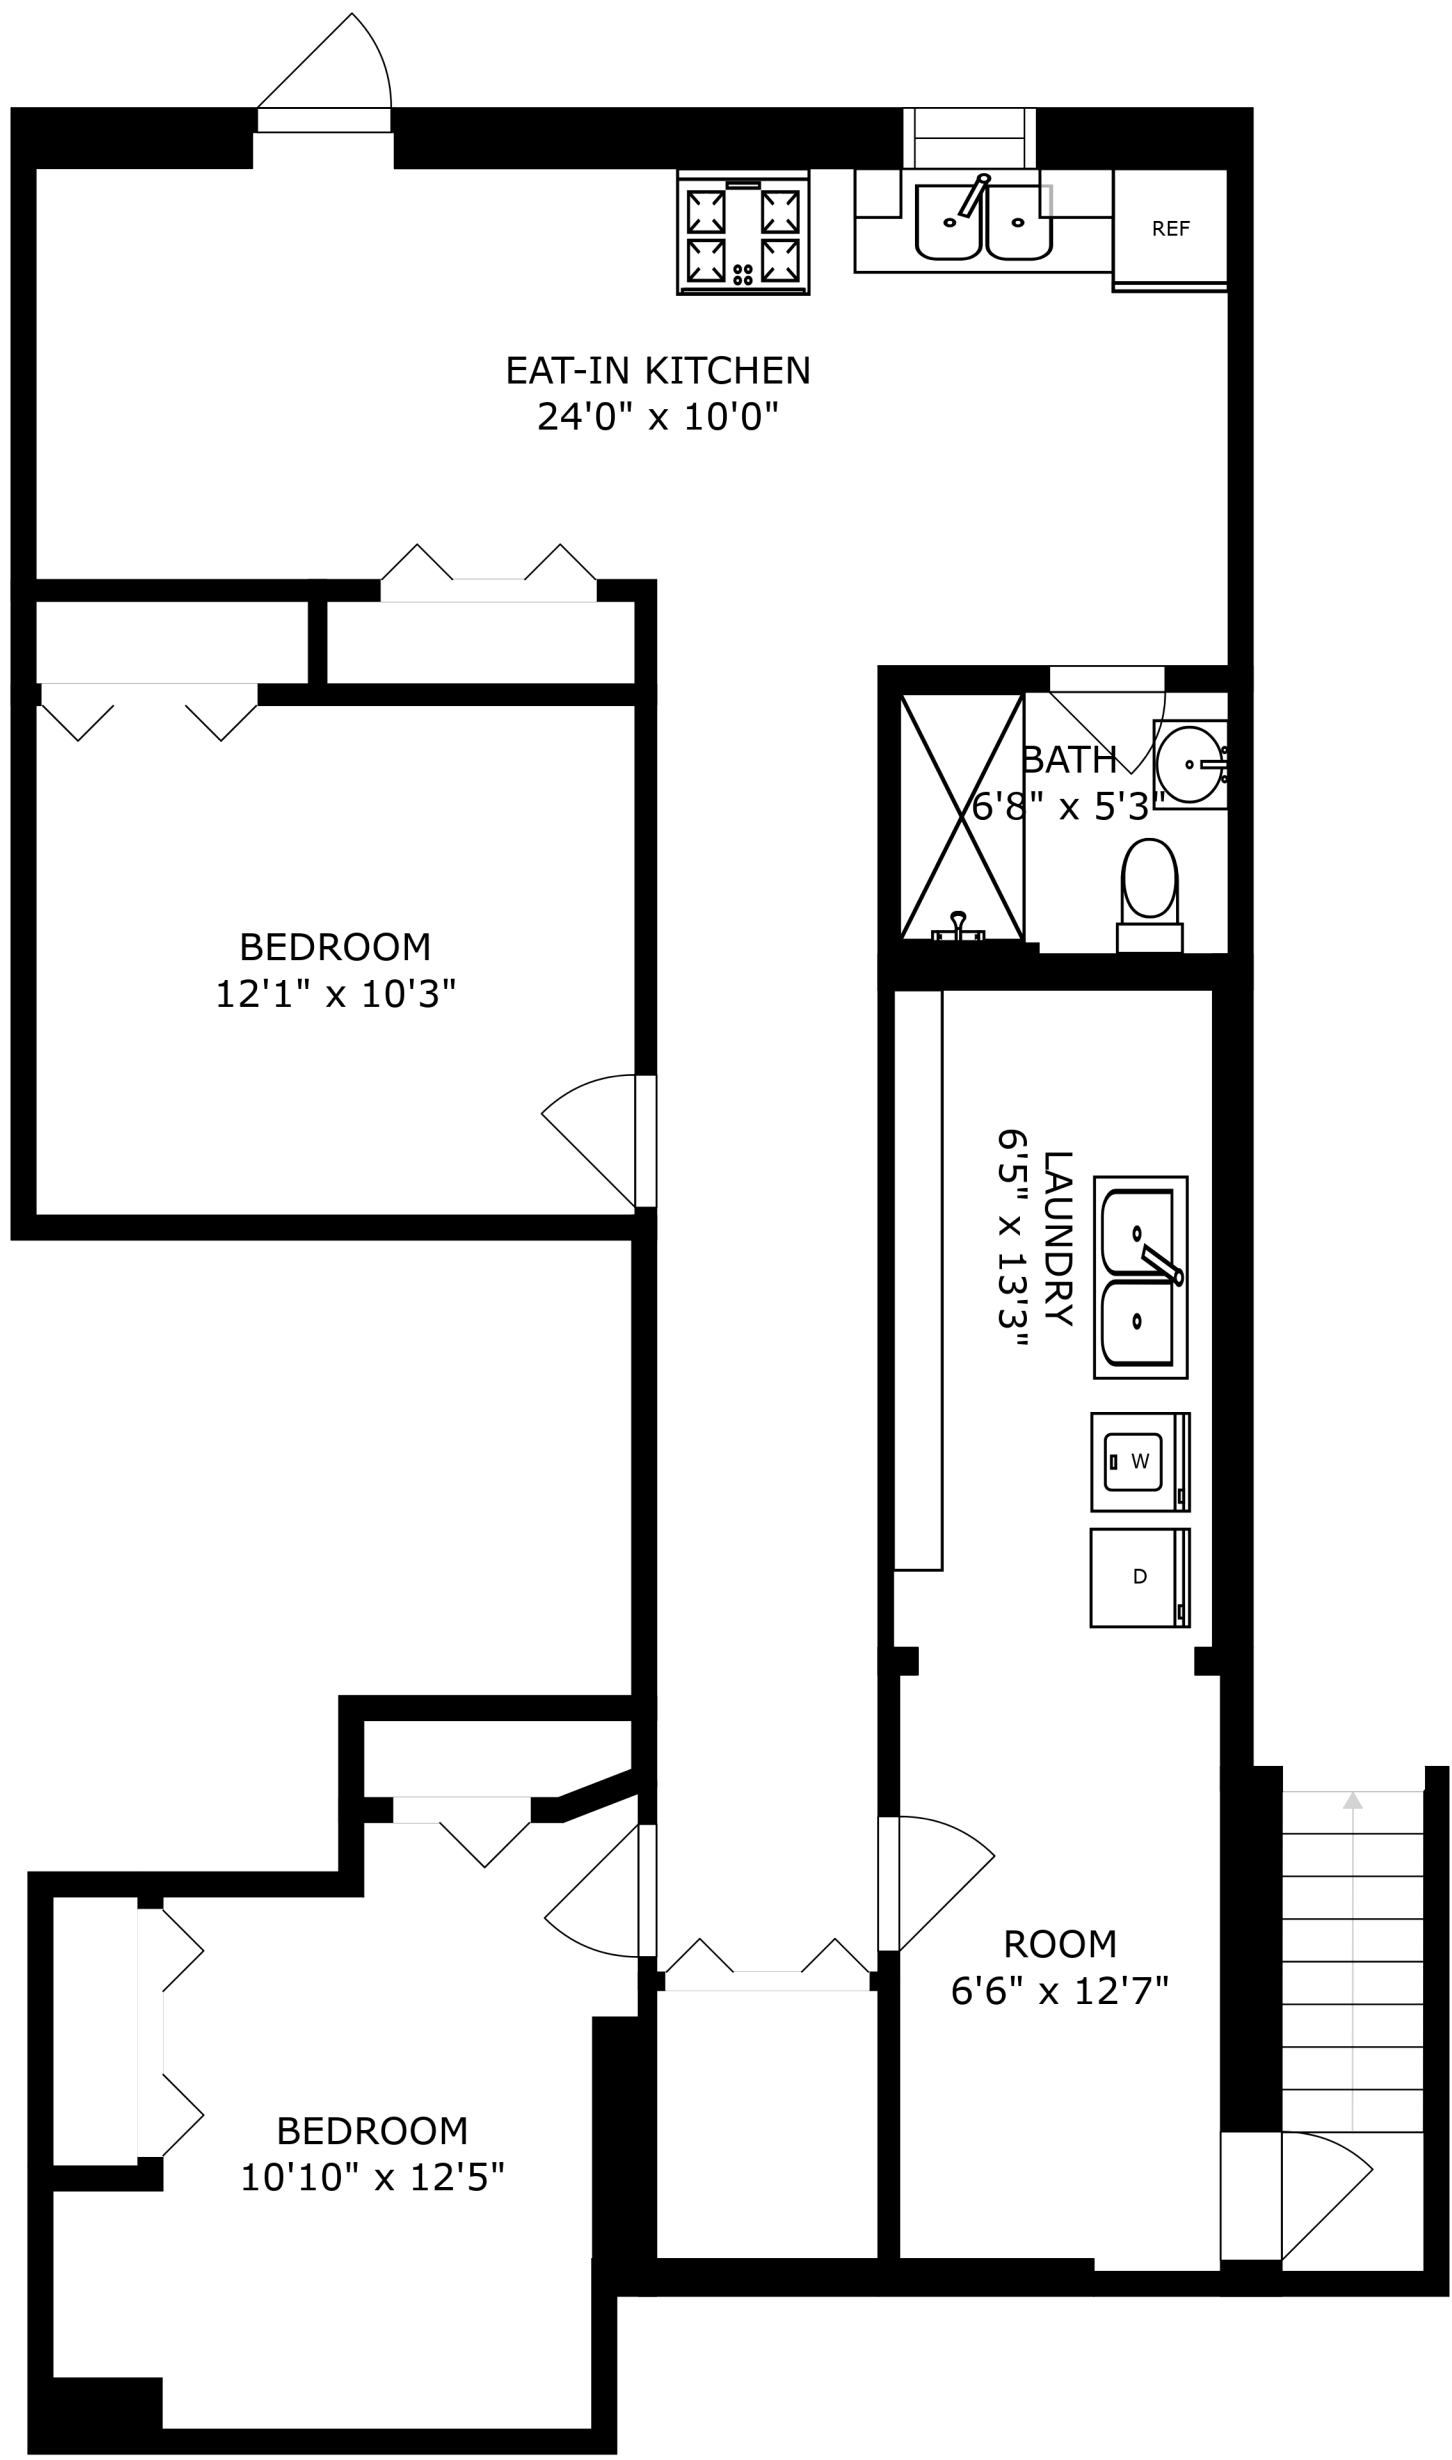 REF
EAT-IN KITCHEN
24'0" x 10'0"
BATH
6'8" x 5'3"
BEDROOM
12'1" x 10'3"
LAUNDRY
6'5" x 13'3"
W
D
ROOM
6'6" x 12'7"
BEDROOM
10'10" x 12'5"